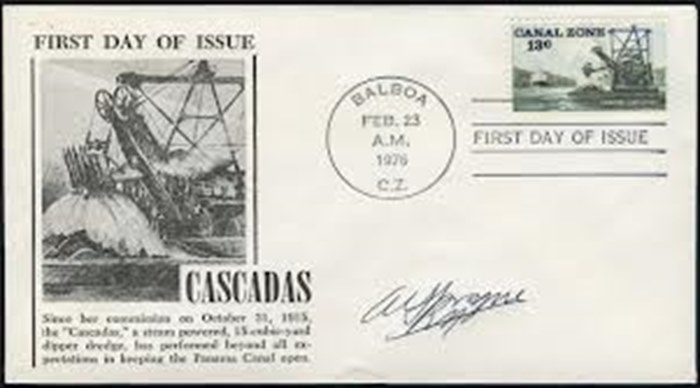 FIRST DAY OF ISSUE
CANAL ZONE
13¢
BALBOA
FEB. 23
A.M.
1976
C.Z.
FIRST DAY OF ISSUE
CASCADAS
Since her commission on October 31, 1915,
the "Cascadas," a steam powered, 15-cubic-yard
dipper dredge, has performed beyond all ex-
pectations in keeping the Panama Canal open.